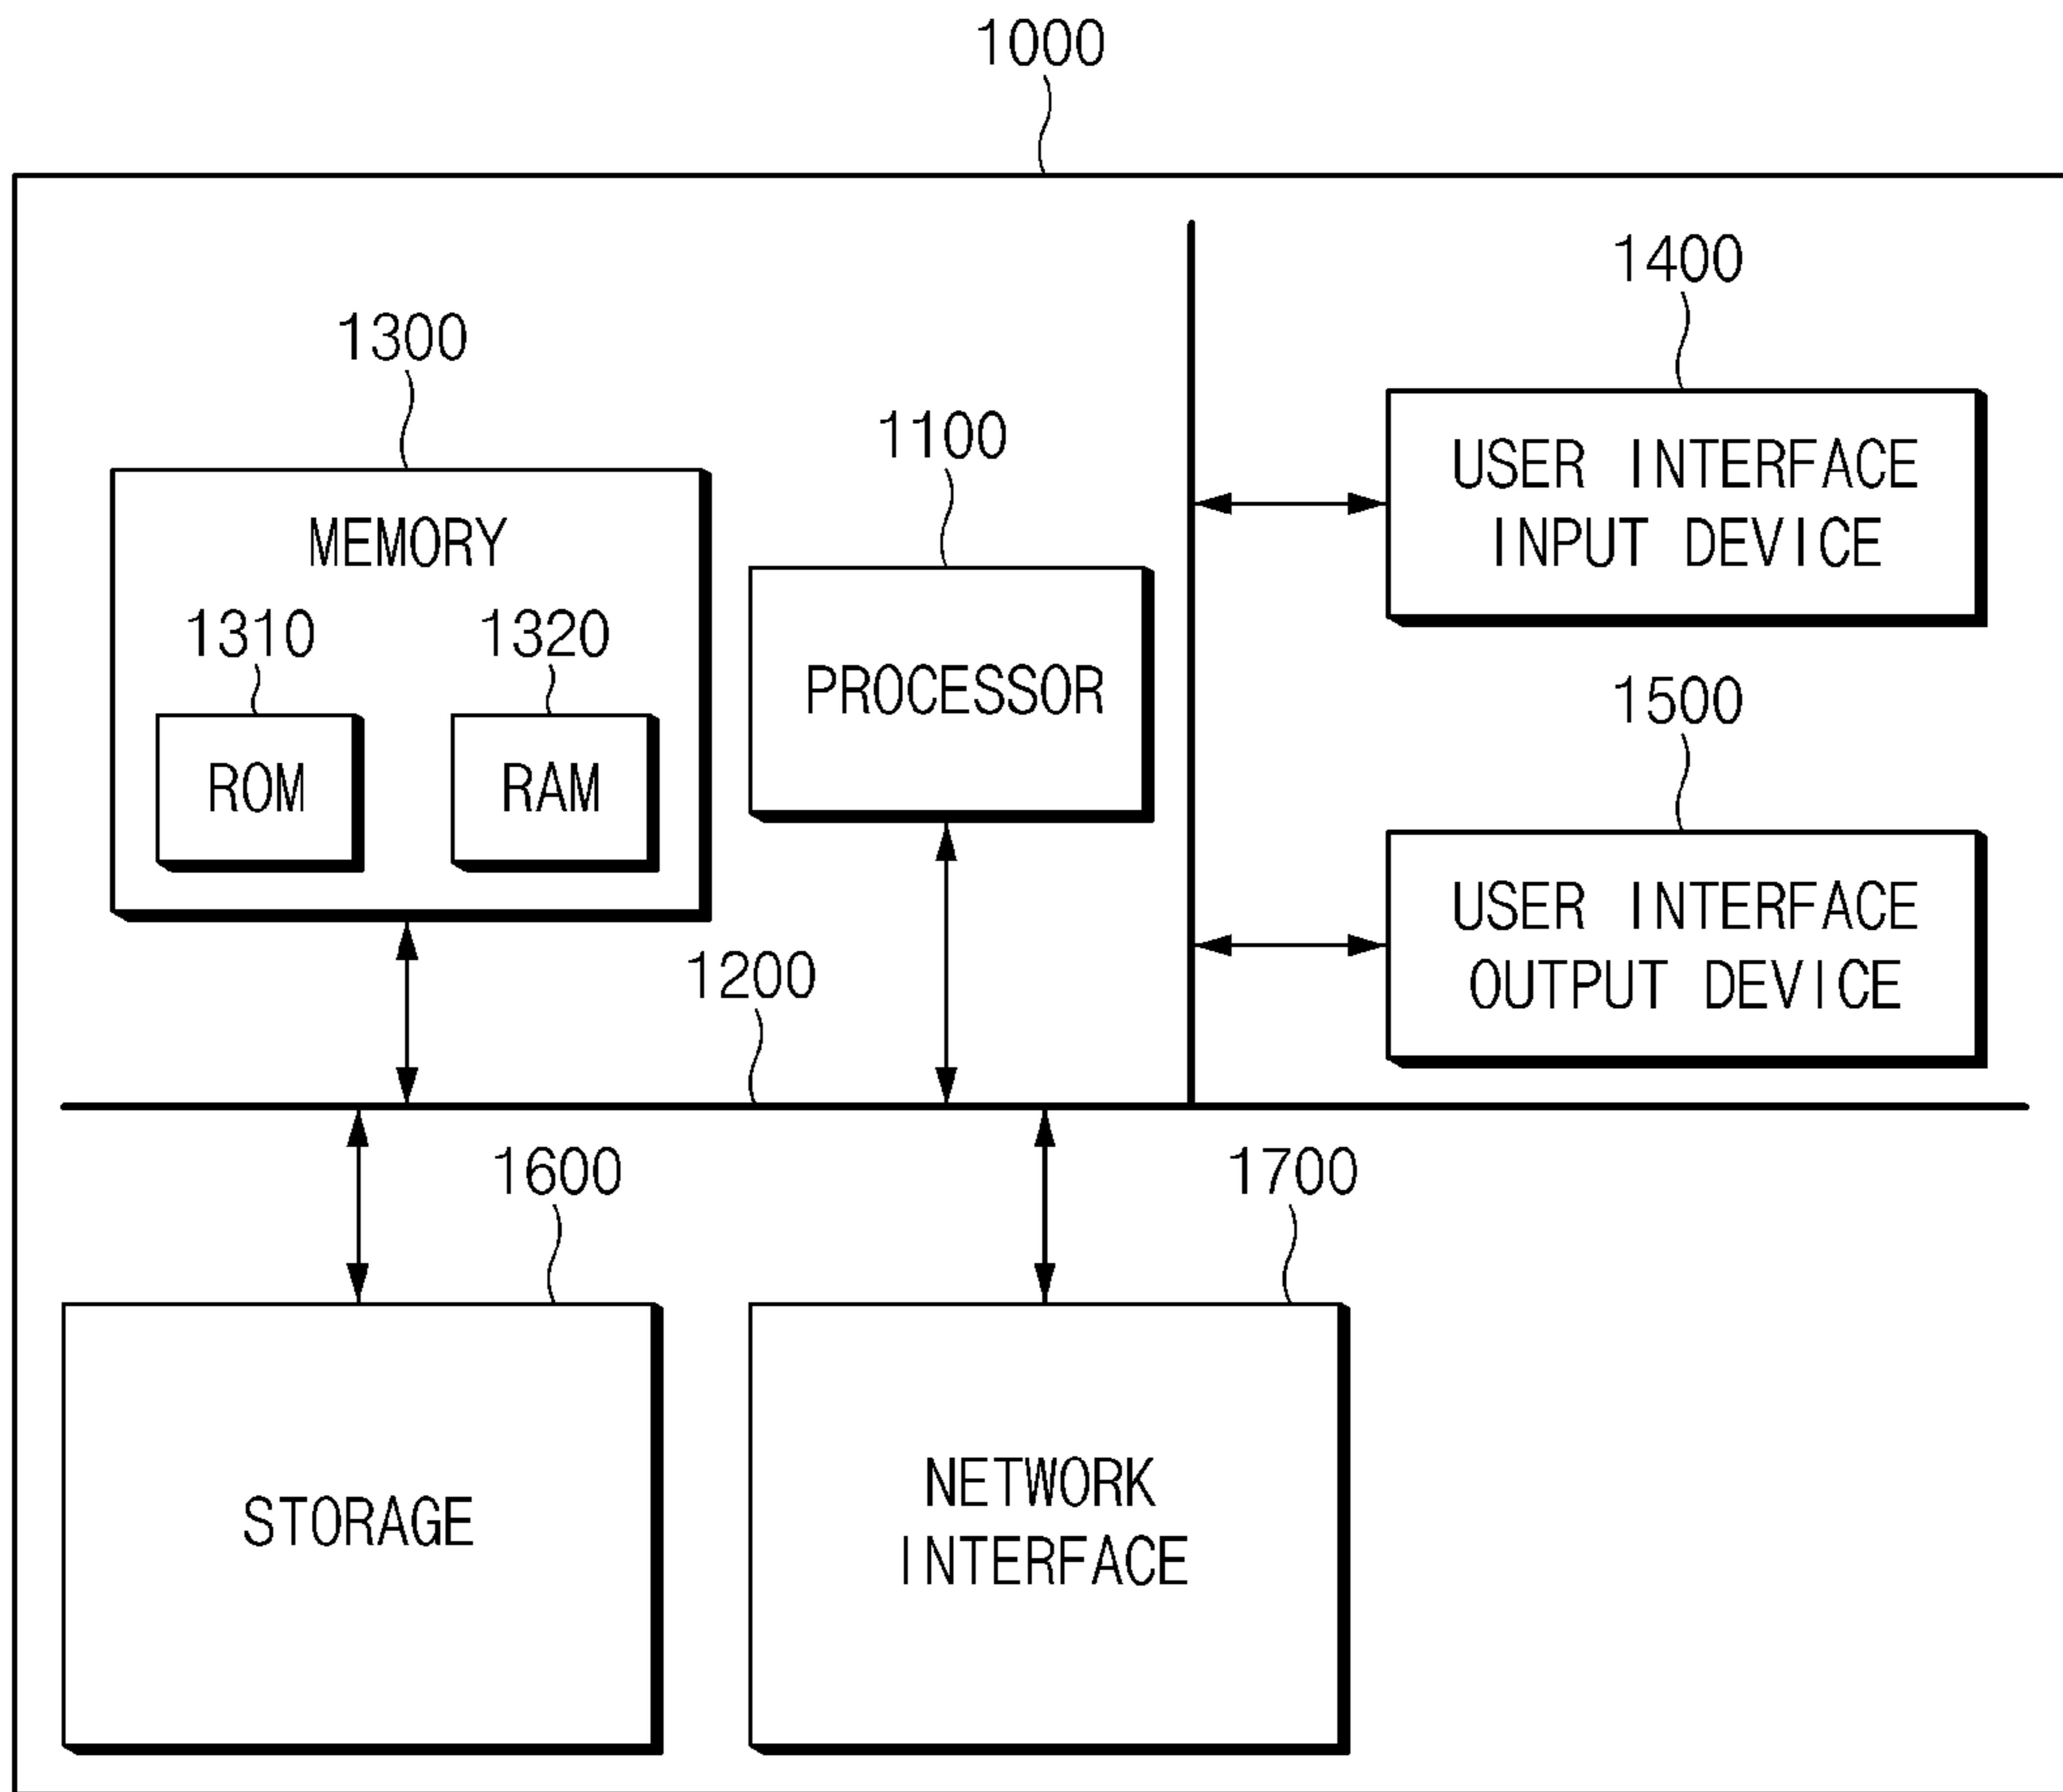 1000
1400
1300
1100
USER INTERFACE
INPUT DEVICE
MEMORY
1310
1320
PROCESSOR
1500
ROM
RAM
USER INTERFACE
OUTPUT DEVICE
1200
1600
1700
STORAGE
NETWORK
INTERFACE